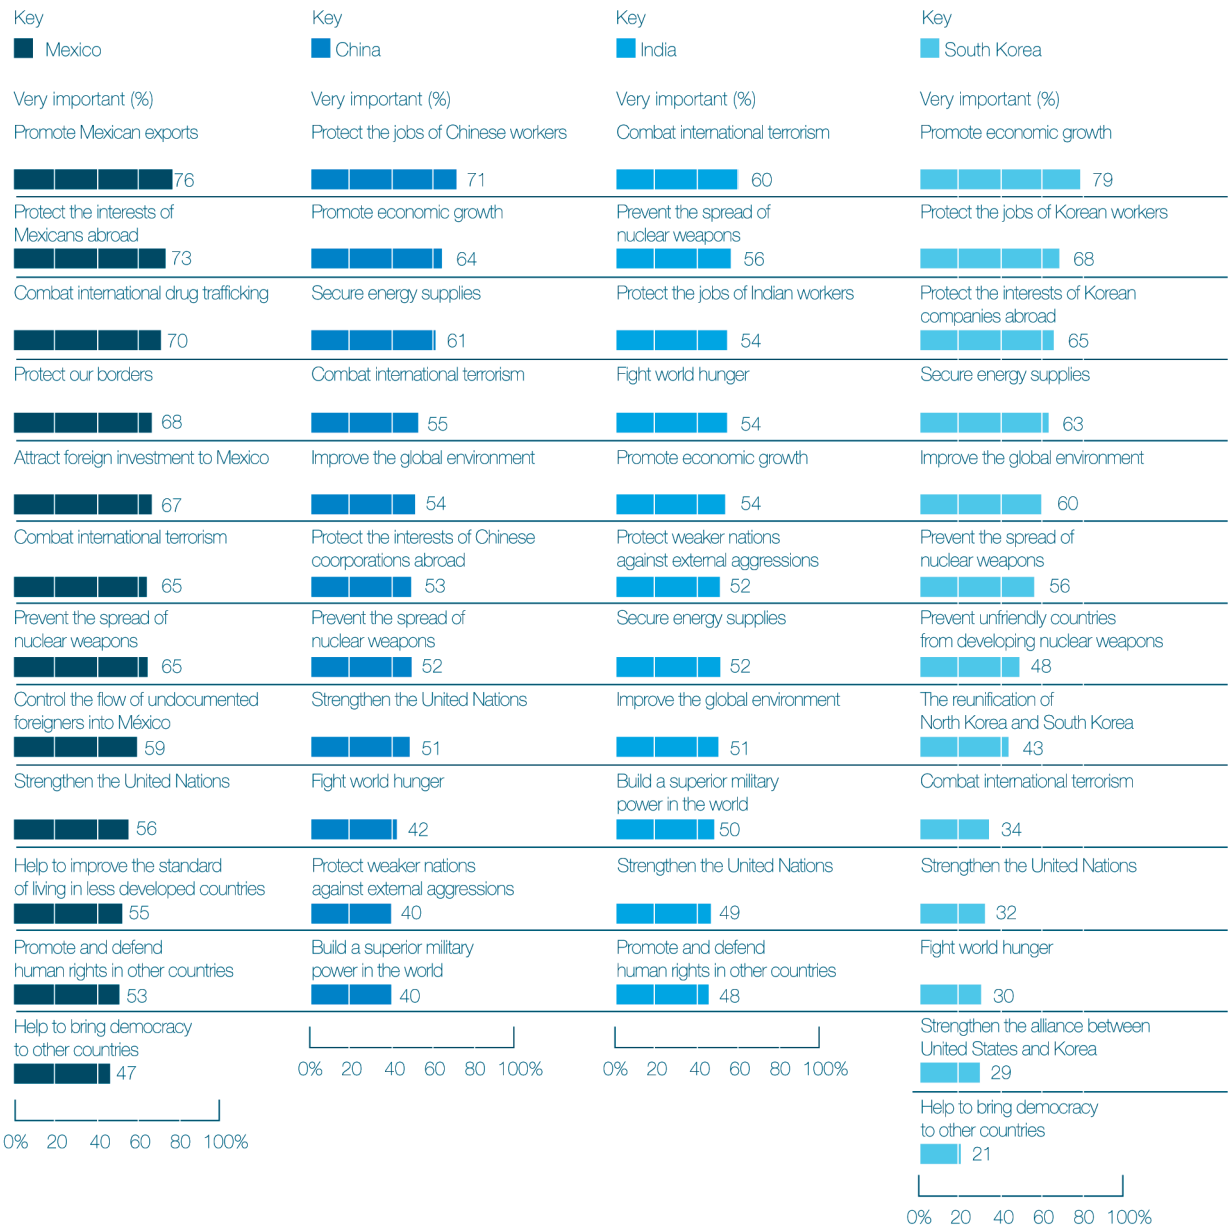 Key
Mexico
Very important (%)
Promote Mexican exports
76
Protect the interests of
Mexicans abroad
73
Combat international drug trafficking
70
Protect our borders
68
Attract foreign investment to Mexico
67
Combat international terrorism
65
Prevent the spread of
nuclear weapons
65
Control the flow of undocumented
foreigners into México
59
Strengthen the United Nations
56
Help to improve the standard
of living in less developed countries
55
Promote and defend
human rights in other countries
53
Help to bring democracy
to other countries
47
0% 20 40 60 80 100%
Key
China
Very important (%)
Protect the jobs of Chinese workers
71
Promote economic growth
64
Secure energy supplies
61
Combat international terrorism
55
Improve the global environment
54
Protect the interests of Chinese
coorporations abroad
53
Prevent the spread of
nuclear weapons
52
Strengthen the United Nations
51
Fight world hunger
42
Protect weaker nations
against external aggressions
40
Build a superior military
power in the world
40
0% 20 40 60 80 100%
Key
India
Very important (%)
Combat international terrorism
60
Prevent the spread of
nuclear weapons
56
Protect the jobs of Indian workers
54
Fight world hunger
54
Promote economic growth
54
Protect weaker nations
against external aggressions
52
Secure energy supplies
52
Improve the global environment
51
Build a superior military
power in the world
50
Strengthen the United Nations
49
Promote and defend
human rights in other countries
48
0% 20 40 60 80 100%
Key
South Korea
Very important (%)
Promote economic growth
79
Protect the jobs of Korean workers
68
Protect the interests of Korean
companies abroad
65
Secure energy supplies
63
Improve the global environment
60
Prevent the spread of
nuclear weapons
56
Prevent unfriendly countries
from developing nuclear weapons
48
The reunification of
North Korea and South Korea
43
Combat international terrorism
34
Strengthen the United Nations
32
Fight world hunger
30
Strengthen the alliance between
United States and Korea
29
Help to bring democracy
to other countries
21
0% 20 40 60 80 100%